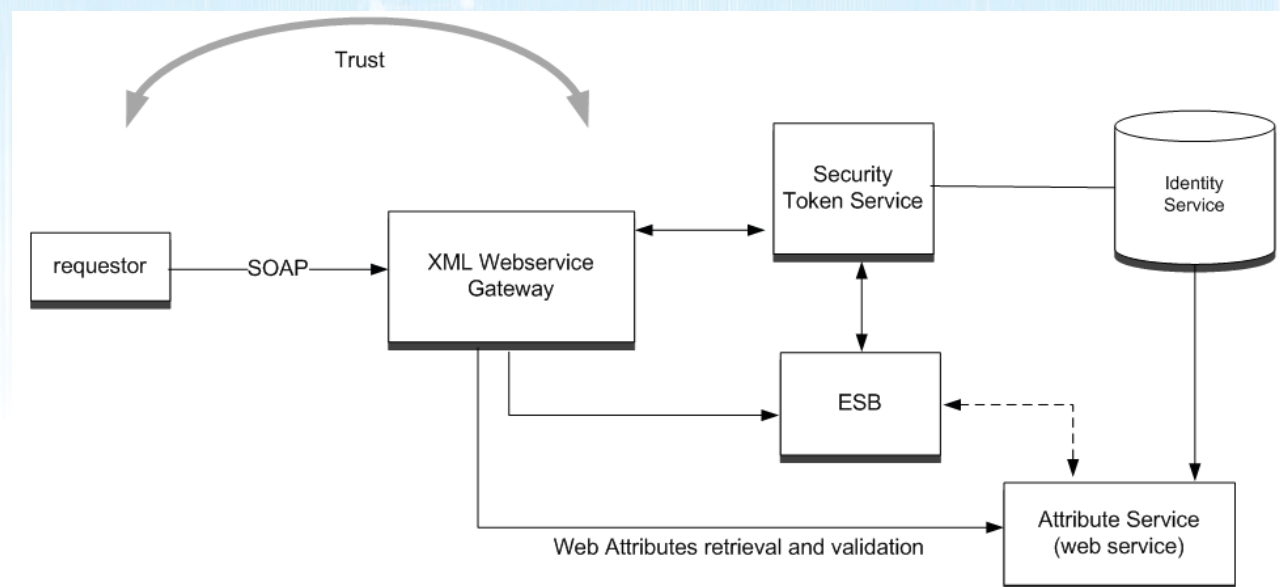 Trust
Security
Token Service
Identity
Service
requestor
SOAP
XML Webservice
Gateway
ESB
Attribute Service
(web service)
Web Attributes retrieval and validation